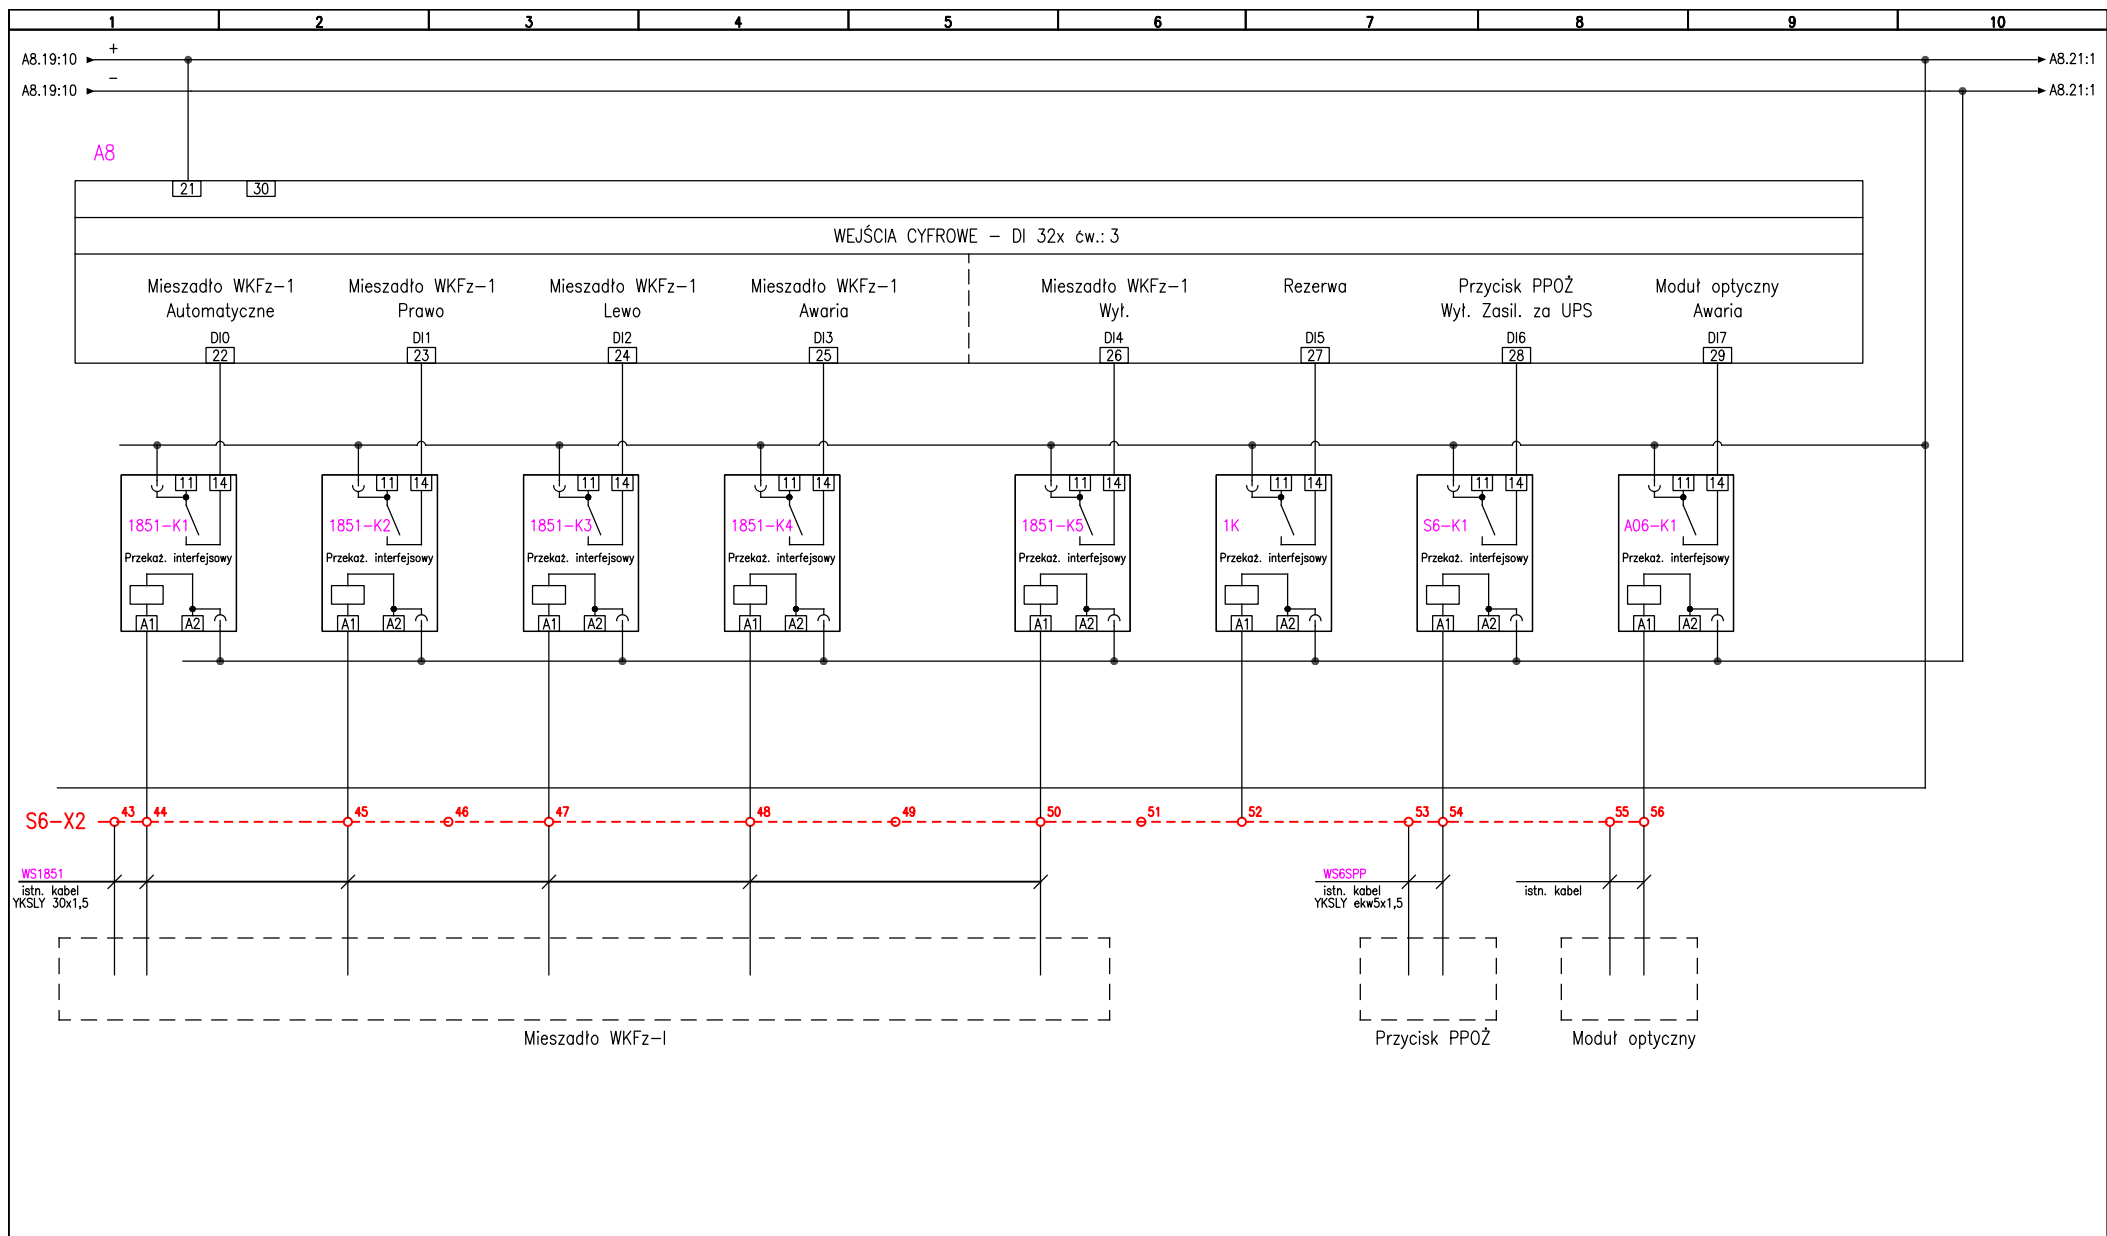 1 2 3 4 5 6 7 8 9 10
A8.19:10 + A8.21:1
A8.19:10 − A8.21:1
A8
21 30
WEJŚCIA CYFROWE − DI 32x ćw.: 3
Mieszadło WKFz−1 Mieszadło WKFz−1 Mieszadło WKFz−1 Mieszadło WKFz−1 Mieszadło WKFz−1 Rezerwa Przycisk PPOŻ Moduł optyczny
Automatyczne Prawo Lewo Awaria Wył. Wył. Zasil. za UPS Awaria
DI0 DI1 DI2 DI3 DI4 DI5 DI6 DI7
22 23 24 25 26 27 28 29
11 14 11 14 11 14 11 14 11 14 11 14 11 14 11 14
1851−K1 1851−K2 1851−K3 1851−K4 1851−K5 1K S6−K1 A06−K1
Przekaź. interfejsowy Przekaź. interfejsowy Przekaź. interfejsowy Przekaź. interfejsowy Przekaź. interfejsowy Przekaź. interfejsowy Przekaź. interfejsowy Przekaź. interfejsowy
A1 A2 A1 A2 A1 A2 A1 A2 A1 A2 A1 A2 A1 A2 A1 A2
S6−X2 43 44 45 46 47 48 49 50 51 52 53 54 55 56
WS1851 WS6SPP
istn. kabel istn. kabel istn. kabel
YKSLY 30x1,5 YKSLY ekw5x1,5
Mieszadło WKFz−I Przycisk PPOŻ Moduł optyczny